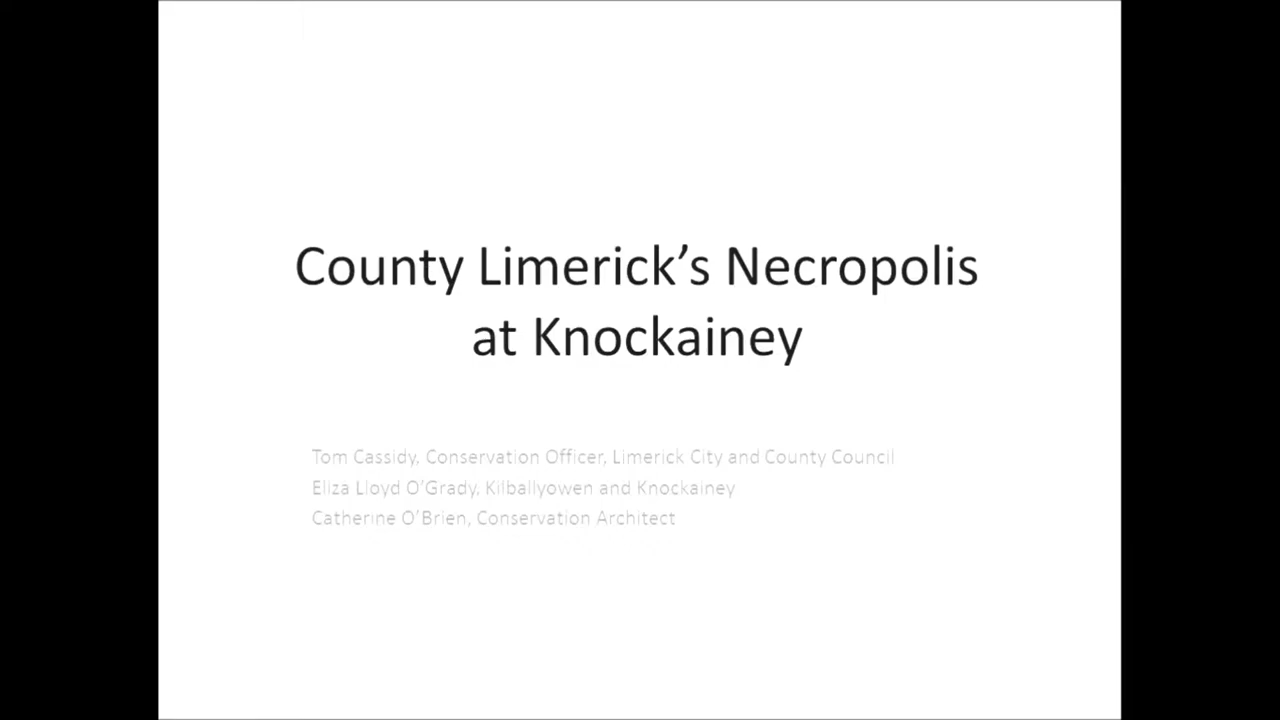 County Limerick’s Necropolis
at Knockainey
Tom Cassidy, Conservation Officer, Limerick City and County Council
Eliza Lloyd O’Grady, Kilballyowen and Knockainey
Catherine O’Brien, Conservation Architect